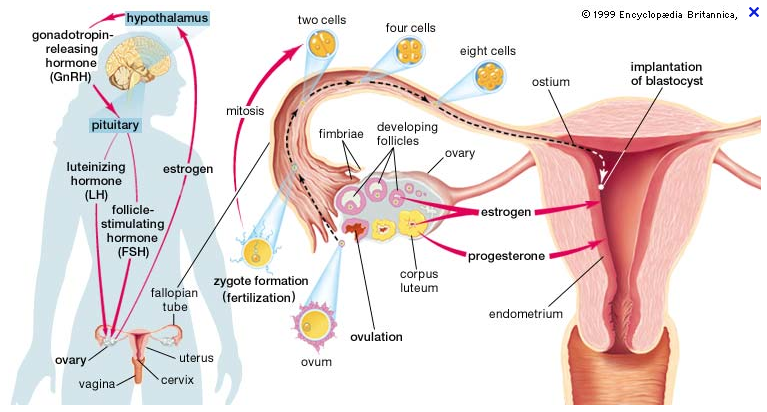 © 1999 Encyclopædia Britannica,
hypothalamus
gonadotropin-
releasing
hormone
(GnRH)
pituitary
luteinizing
hormone
(LH)
follicle-
stimulating
hormone
(FSH)
estrogen
fallopian
tube
ovary
uterus
vagina
cervix
two cells
four cells
eight cells
mitosis
fimbriae
developing
follicles
ovary
ostium
implantation
of blastocyst
estrogen
progesterone
zygote formation
(fertilization)
corpus
luteum
endometrium
ovulation
ovum